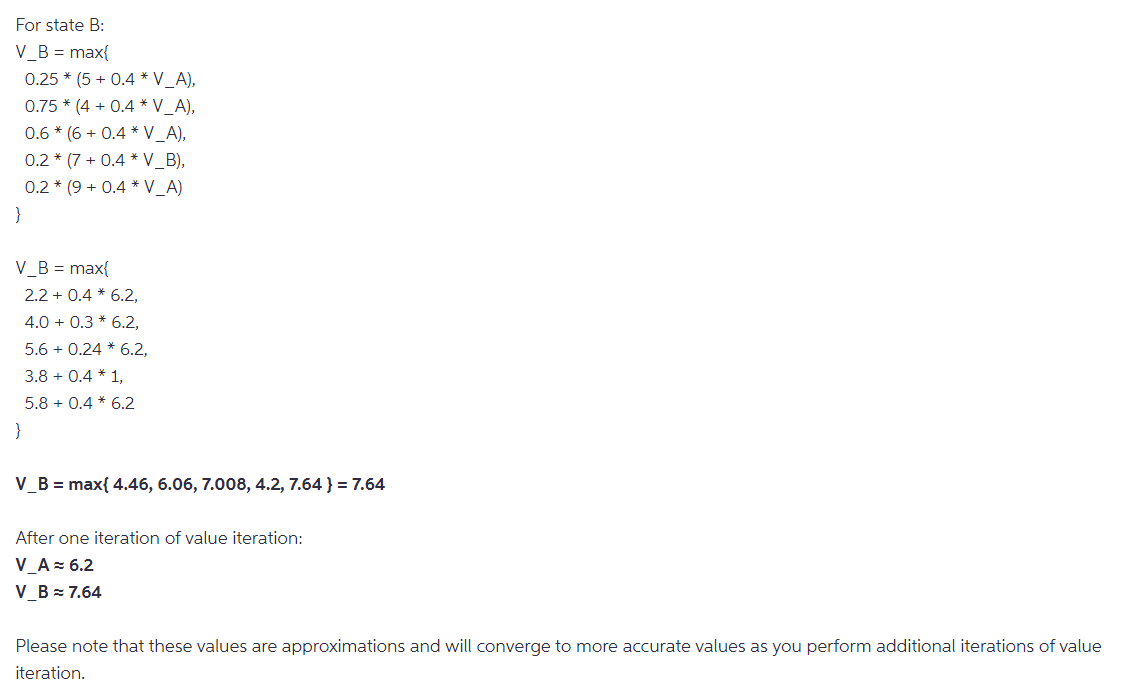 For state B:
V_B = max{
0.25 * (5 + 0.4 * V_A),
0.75 * (4 + 0.4 * V_A),
0.6 * (6 + 0.4 * V_A),
0.2 * (7 + 0.4 * V_B),
0.2 * (9 + 0.4 * V_A)
}
V_B = max{
2.2 + 0.4 * 6.2,
4.0 + 0.3 * 6.2,
5.6 + 0.24 * 6.2,
3.8 + 0.4 * 1,
5.8 + 0.4 * 6.2
}
V_B = max{ 4.46, 6.06, 7.008, 4.2, 7.64 } = 7.64
After one iteration of value iteration:
V_A ≈ 6.2
V_B ≈ 7.64
Please note that these values are approximations and will converge to more accurate values as you perform additional iterations of value
iteration.